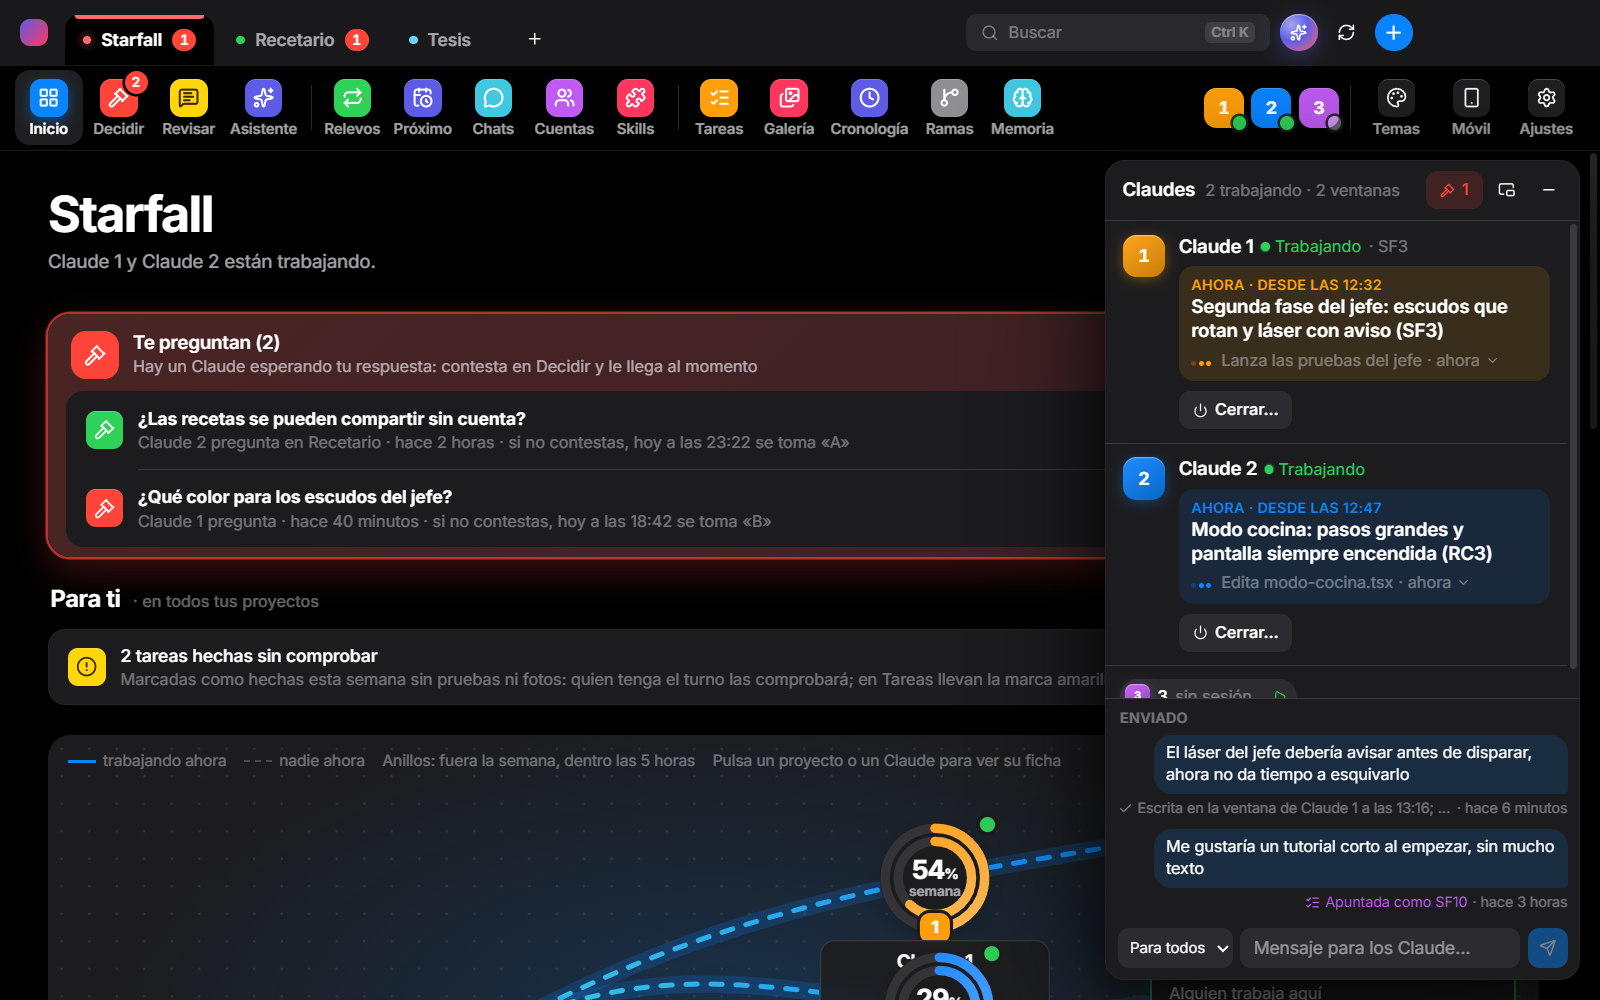 Starfall 1
Recetario 1
Tesis
Buscar
Ctrl K
Inicio
Decidir
2
Revisar
Asistente
Relevos
Próximo
Chats
Cuentas
Skills
Tareas
Galería
Cronología
Ramas
Memoria
1
2
3
Temas
Móvil
Ajustes
Starfall
Claude 1 y Claude 2 están trabajando.
Te preguntan (2)
Hay un Claude esperando tu respuesta: contesta en Decidir y le llega al momento
¿Las recetas se pueden compartir sin cuenta?
Claude 2 pregunta en Recetario · hace 2 horas · si no contestas, hoy a las 23:22 se toma «A»
¿Qué color para los escudos del jefe?
Claude 1 pregunta · hace 40 minutos · si no contestas, hoy a las 18:42 se toma «B»
Para ti · en todos tus proyectos
2 tareas hechas sin comprobar
Marcadas como hechas esta semana sin pruebas ni fotos: quien tenga el turno las comprobará; en Tareas llevan la marca amaril
trabajando ahora
nadie ahora
Anillos: fuera la semana, dentro las 5 horas
Pulsa un proyecto o un Claude para ver su ficha
54%
semana
1
29%
Claudes 2 trabajando · 2 ventanas
1
1
Claude 1 Trabajando · SF3
AHORA · DESDE LAS 12:32
Segunda fase del jefe: escudos que
rotan y láser con aviso (SF3)
Lanza las pruebas del jefe · ahora
Cerrar...
2
Claude 2 Trabajando
AHORA · DESDE LAS 12:47
Modo cocina: pasos grandes y
pantalla siempre encendida (RC3)
Edita modo-cocina.tsx · ahora
Cerrar...
3 3 sin sesión
ENVIADO
El láser del jefe debería avisar antes de disparar,
ahora no da tiempo a esquivarlo
Escrita en la ventana de Claude 1 a las 13:16; ... · hace 6 minutos
Me gustaría un tutorial corto al empezar, sin mucho
texto
Apuntada como SF10 · hace 3 horas
Para todos
Mensaje para los Claude...
Alguien trabaja aquí